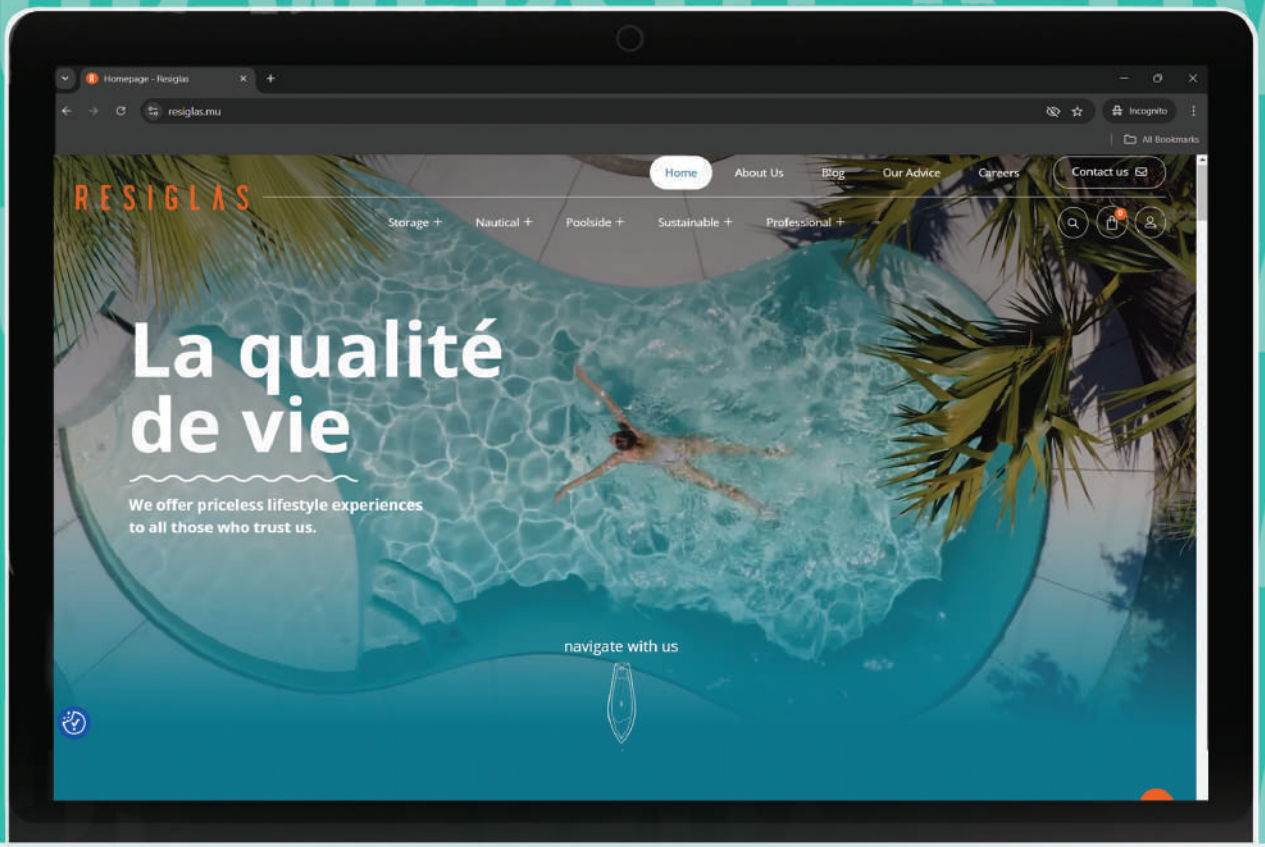 Homepage - Resiglas
resiglas.mu
Incognito
All Bookmarks
Home About Us Blog Our Advice Careers Contact us
RESIGLAS
Storage + Nautical + Poolside + Sustainable + Professional +
0
La qualité
de vie
We offer priceless lifestyle experiences
to all those who trust us.
navigate with us